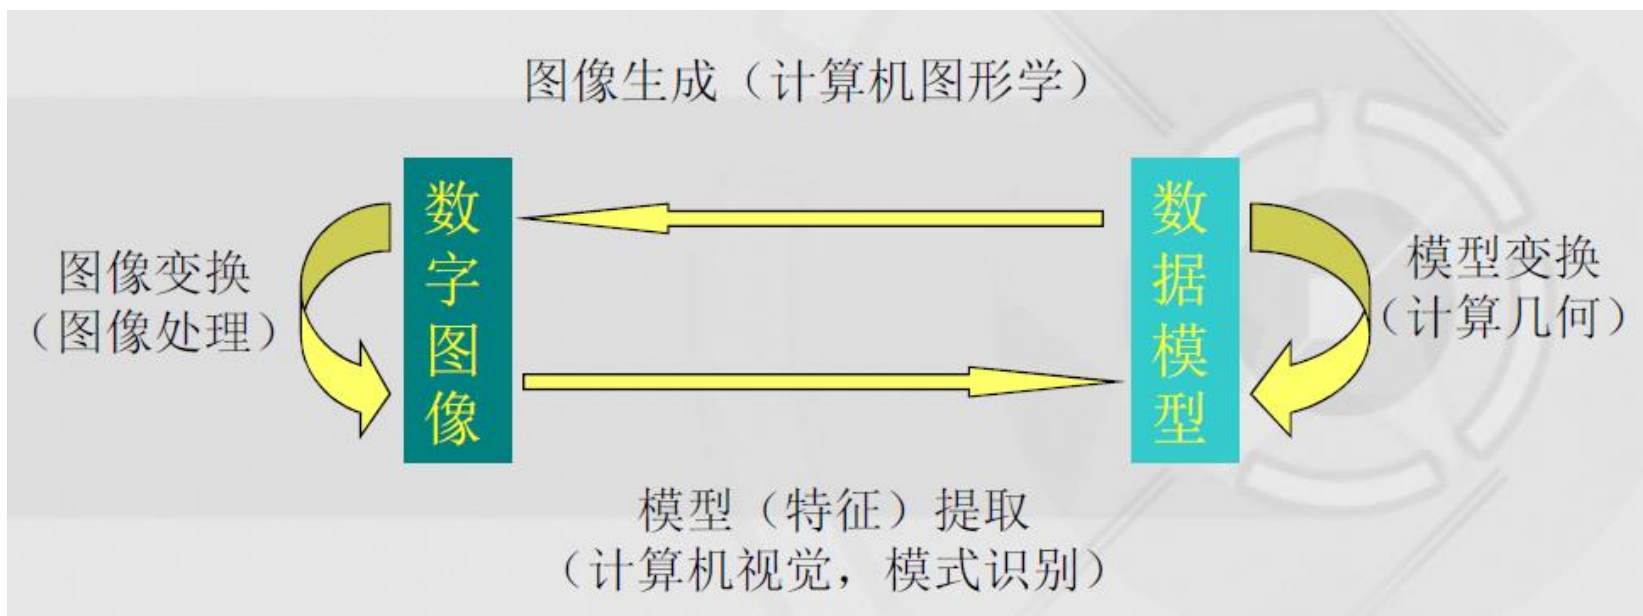 图像生成（计算机图形学）
数字图像
数据模型
图像变换
（图像处理）
模型变换
（计算几何）
模型（特征）提取
（计算机视觉，模式识别）